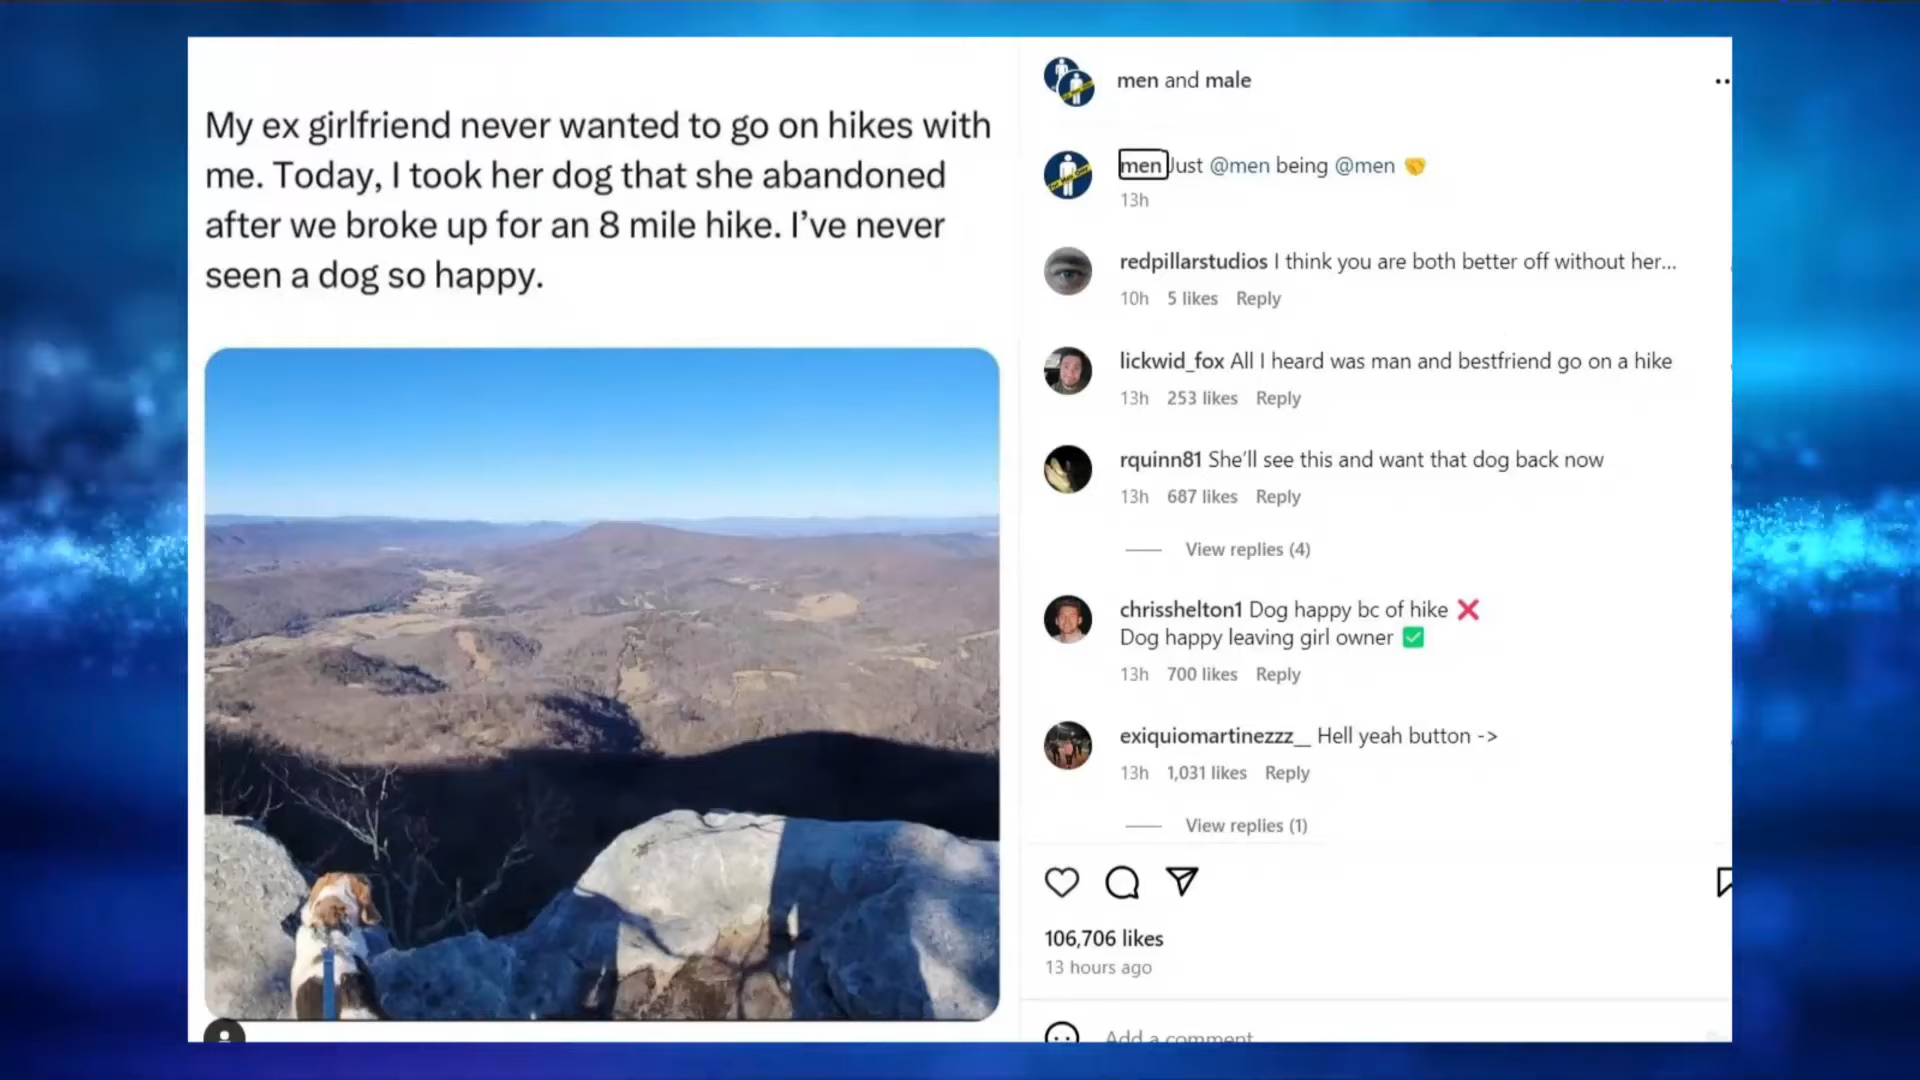 My ex girlfriend never wanted to go on hikes with
me. Today, I took her dog that she abandoned
after we broke up for an 8 mile hike. I’ve never
seen a dog so happy.
men and male
men Just @men being @men 🤝
13h
redpillarstudios I think you are both better off without her...
10h 5 likes Reply
lickwid_fox All I heard was man and bestfriend go on a hike
13h 253 likes Reply
rquinn81 She’ll see this and want that dog back now
13h 687 likes Reply
View replies (4)
chrisshelton1 Dog happy bc of hike ❌
Dog happy leaving girl owner ✅
13h 700 likes Reply
exiquiomartinezzz__ Hell yeah button ->
13h 1,031 likes Reply
View replies (1)
106,706 likes
13 hours ago
Add a comment